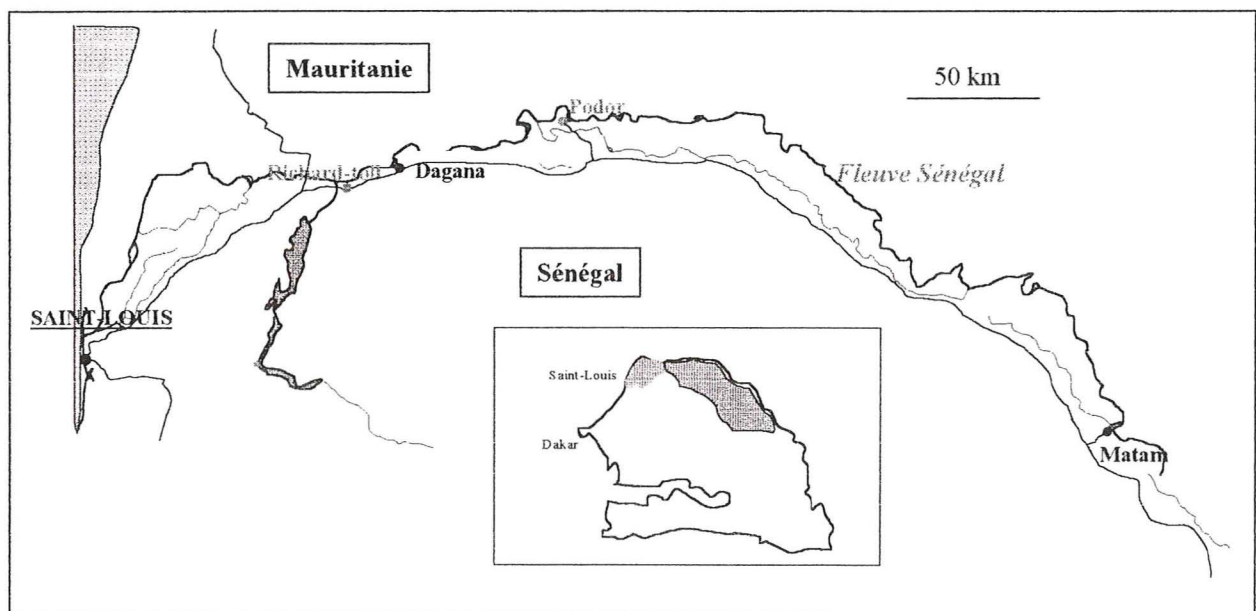 Mauritanie
50 km
Podor
Richard-toll
Dagana
Fleuve Sénégal
Sénégal
SAINT-LOUIS
x
Saint-Louis
Dakar
Matam